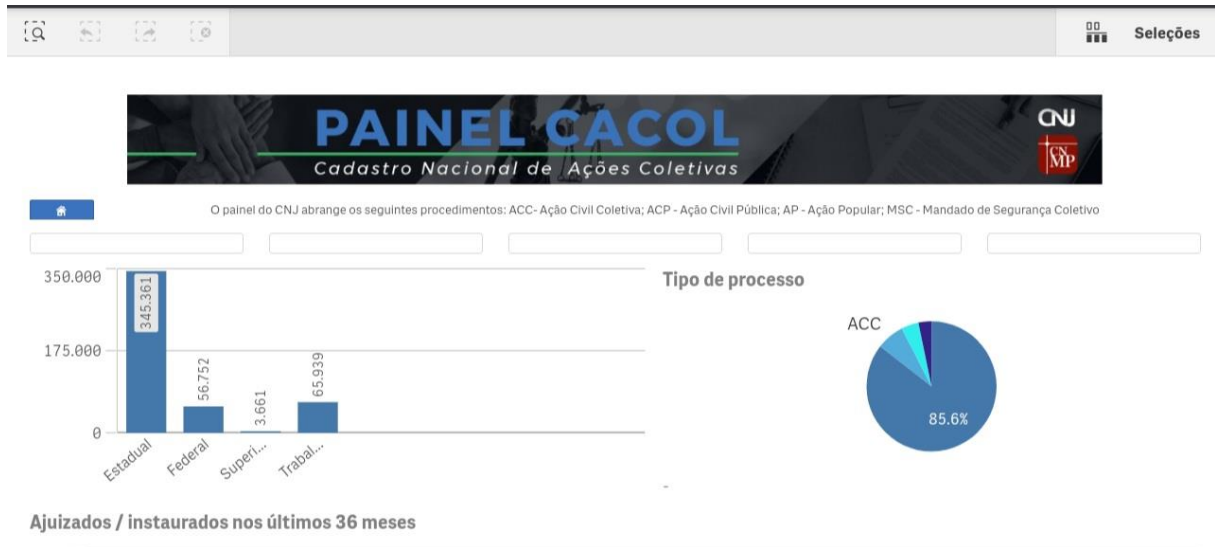 Seleções
PAINEL CACOL
Cadastro Nacional de Ações Coletivas
CNJ
CN
MP
O painel do CNJ abrange os seguintes procedimentos: ACC- Ação Civil Coletiva; ACP - Ação Civil Pública; AP - Ação Popular; MSC - Mandado de Segurança Coletivo
350.000
175.000
0
345.361
56.752
3.661
65.939
Estadual
Federal
Superi...
Trabal...
Tipo de processo
ACC
85.6%
-
Ajuizados / instaurados nos últimos 36 meses